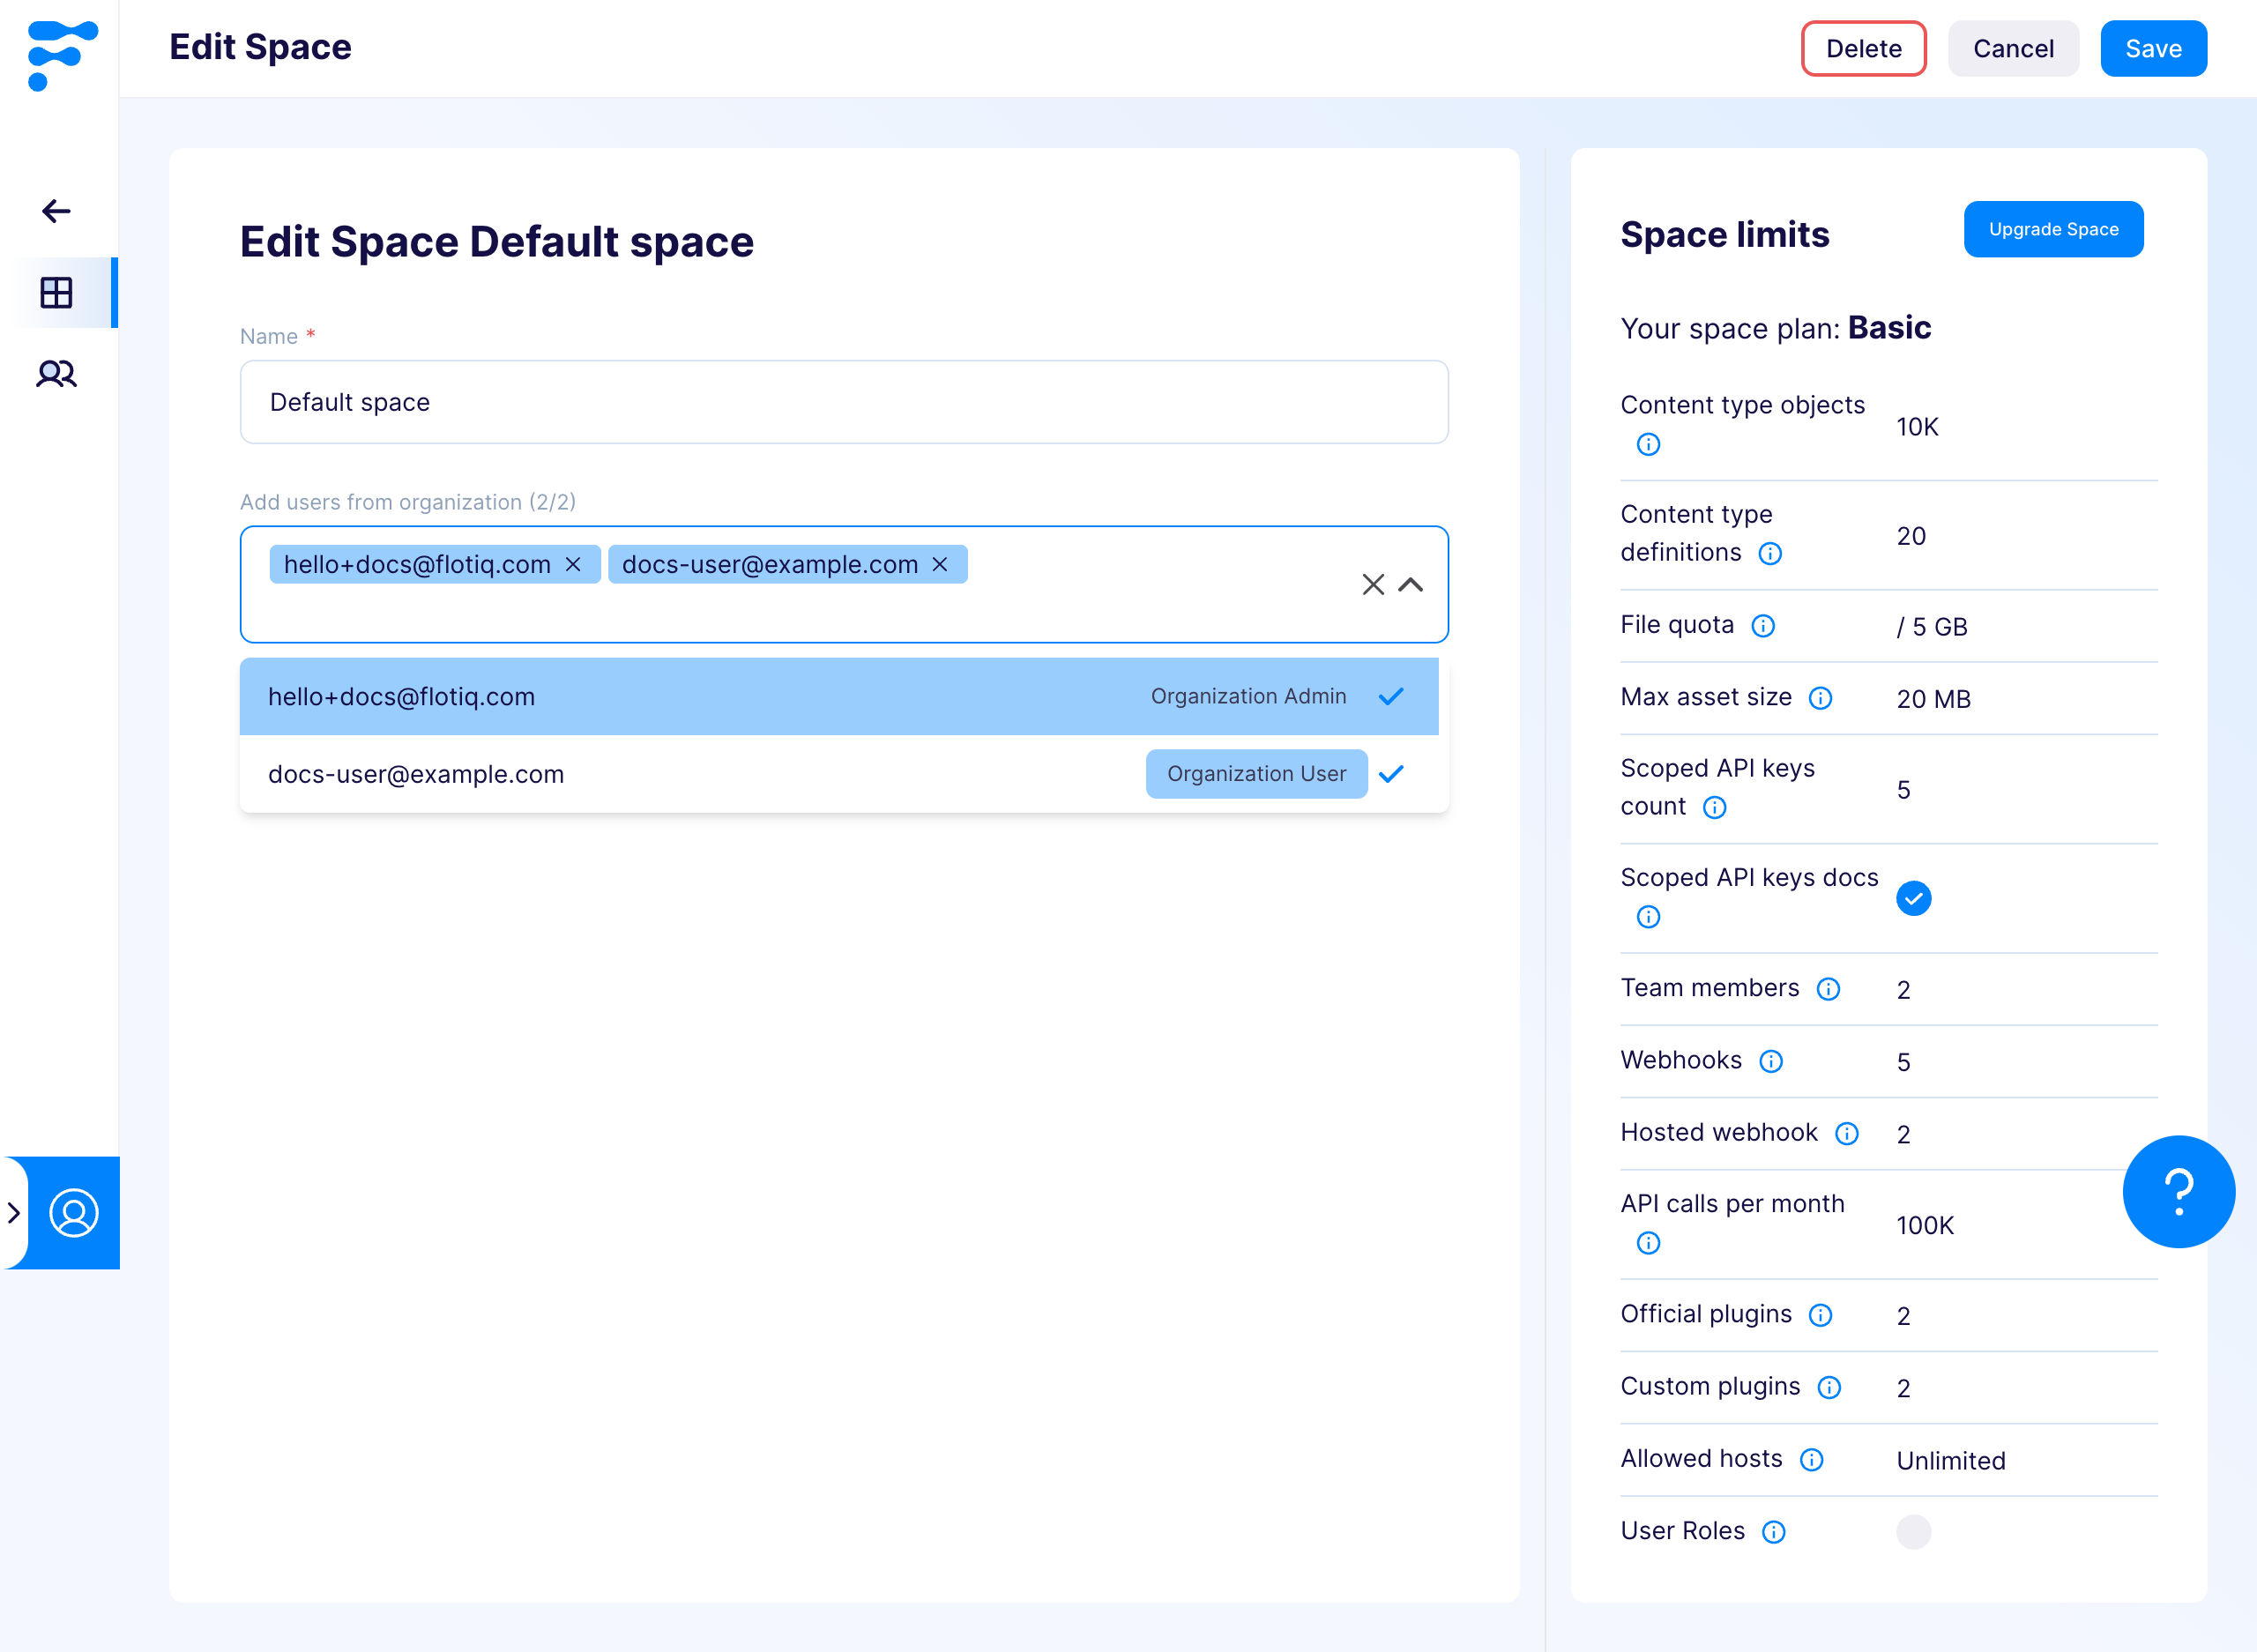 Edit Space
Delete
Cancel
Save
Edit Space Default space
Name *
Default space
Add users from organization (2/2)
hello+docs@flotiq.com
docs-user@example.com
hello+docs@flotiq.com
Organization Admin
docs-user@example.com
Organization User
Space limits
Upgrade Space
Your space plan: Basic
Content type objects
10K
Content type
definitions
20
File quota
/ 5 GB
Max asset size
20 MB
Scoped API keys
count
5
Scoped API keys docs
Team members
2
Webhooks
5
Hosted webhook
2
API calls per month
100K
Official plugins
2
Custom plugins
2
Allowed hosts
Unlimited
User Roles
?